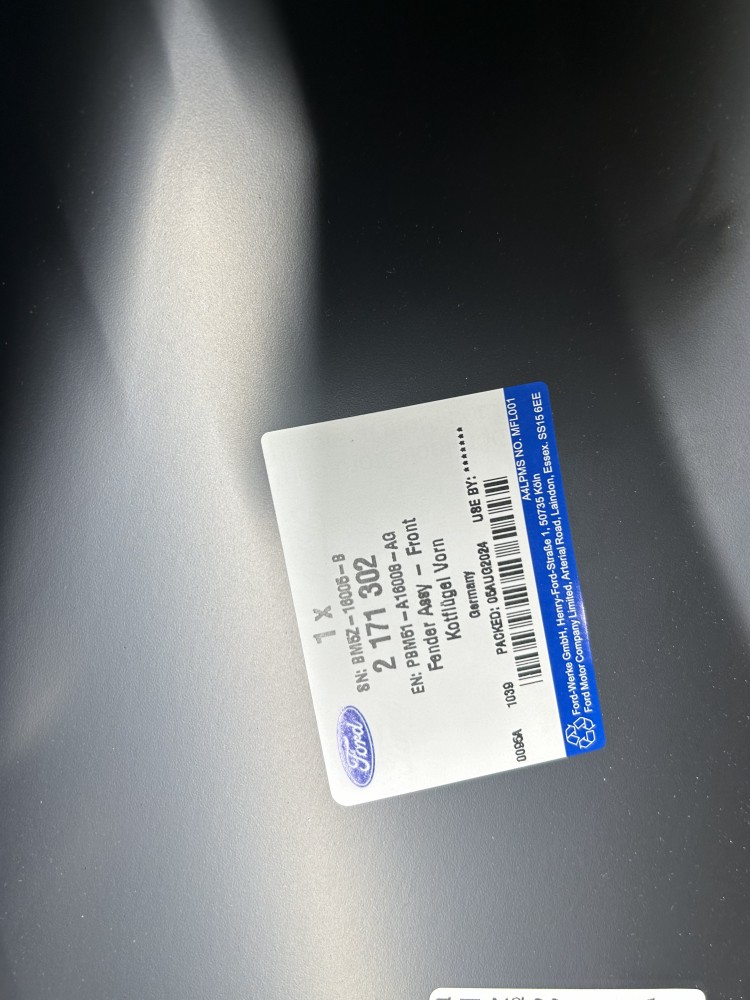 Ford
1 X
SN: BM5Z-16005-B
2 171 302
EN: PBM51-A16008-AG
Fender Assy - Front
Kotflügel Vorn
Germany
PACKED: 05AUG2024 USE BY: *******
0095A 1039
A4LPMS NO. MFL001
Ford-Werke GmbH, Henry-Ford-Straße 1, 50735 Köln
Ford Motor Company Limited, Arterial Road, Laindon, Essex. SS15 6EE